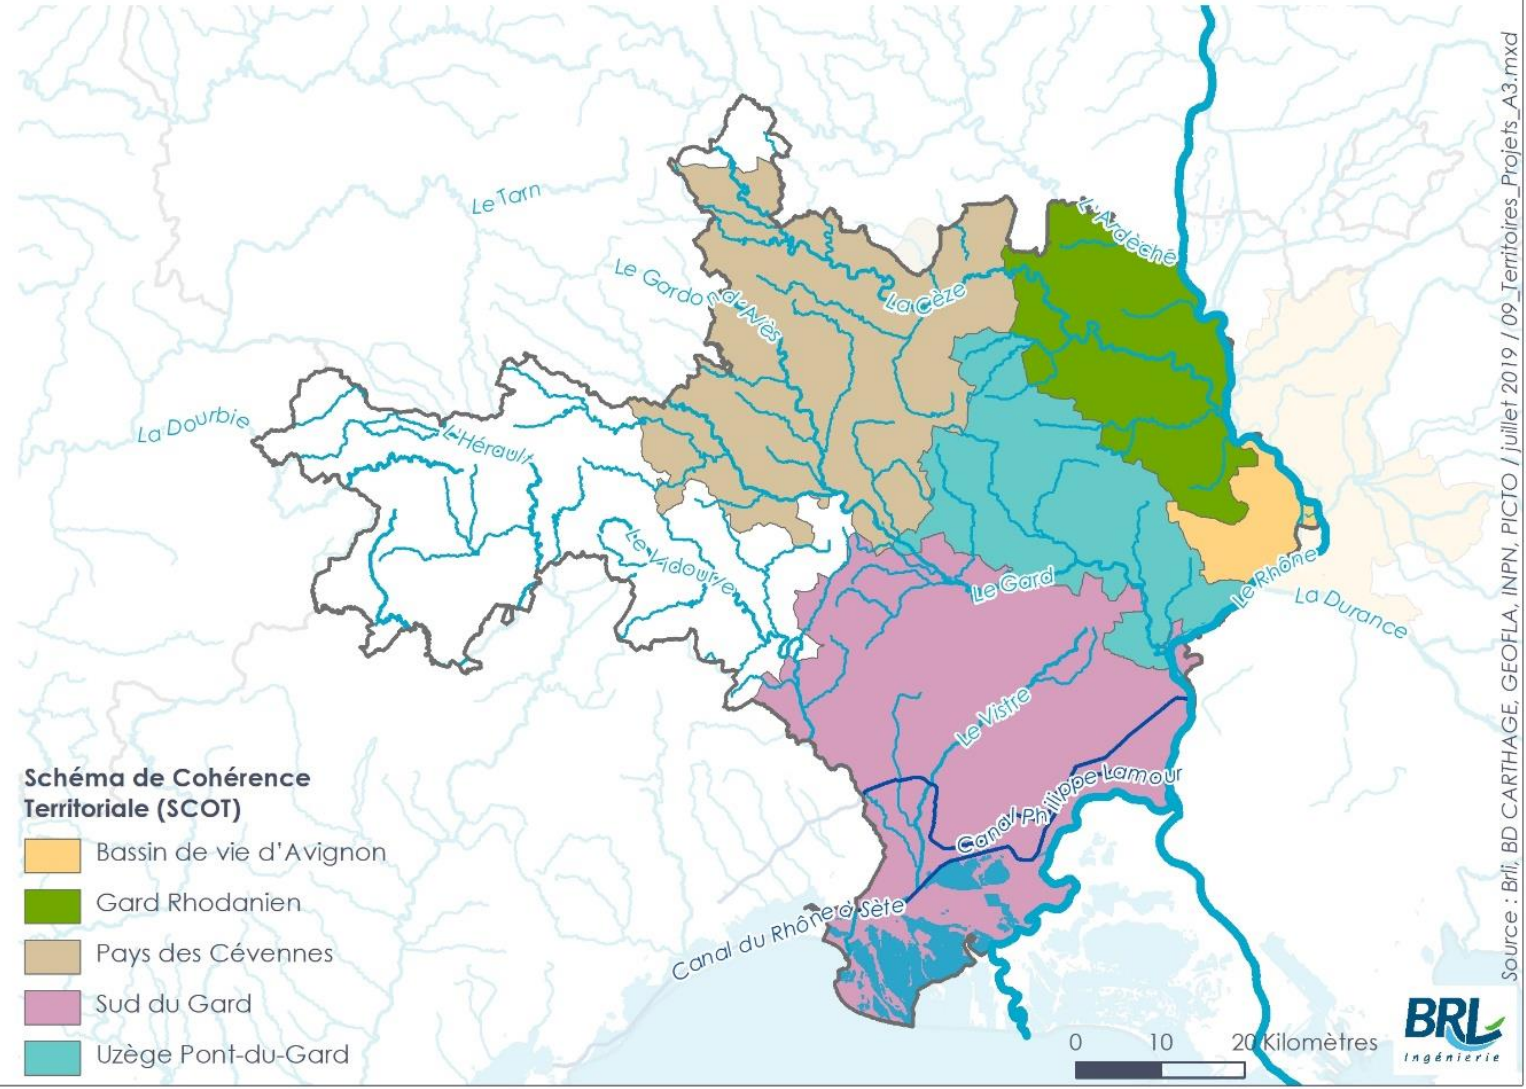 Le Tarn
L'Ardèche
Le Gardon d'Alès
La Cèze
La Dourbie
L'Hérault
Le Vidourle
Le Gard
Le Rhône
La Durance
Le Vistre
Canal Philippe Lamour
Canal du Rhône à Sète
Schéma de Cohérence
Territoriale (SCOT)
Bassin de vie d'Avignon
Gard Rhodanien
Pays des Cévennes
Sud du Gard
Uzège Pont-du-Gard
0 10 20 Kilomètres
BRL
Ingénierie
Source : Brli, BD CARTHAGE, GEOFLA, INPN, PICTO / juillet 2019 / 09_Territoires_Projets_A3.mxd